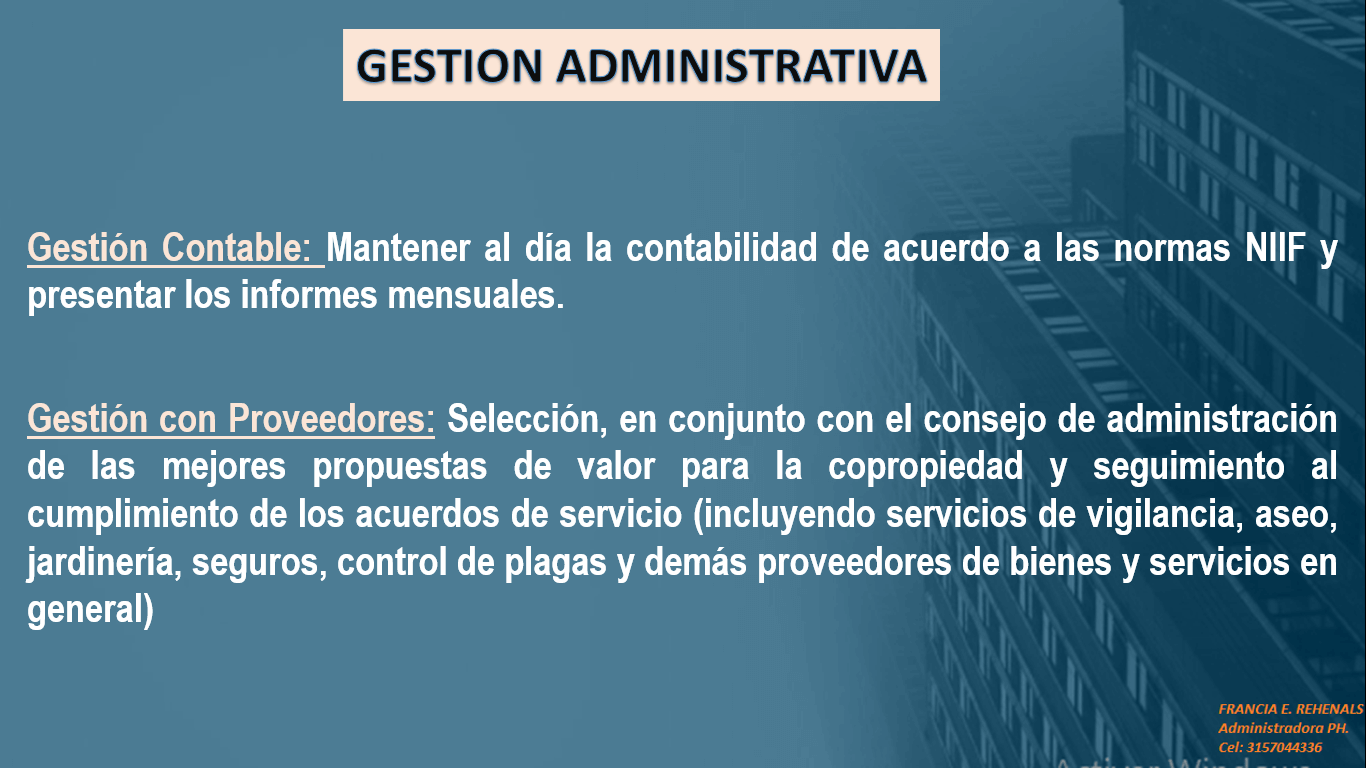 GESTION ADMINISTRATIVA
Gestión Contable: Mantener al día la contabilidad de acuerdo a las normas NIIF y
presentar los informes mensuales.
Gestión con Proveedores: Selección, en conjunto con el consejo de administración
de las mejores propuestas de valor para la copropiedad y seguimiento al
cumplimiento de los acuerdos de servicio (incluyendo servicios de vigilancia, aseo,
jardinería, seguros, control de plagas y demás proveedores de bienes y servicios en
general)
FRANCIA E. REHENALS
Administradora PH.
Cel: 3157044336
Activar Windows